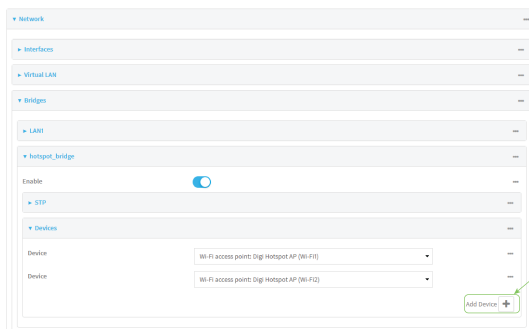 Network
Interfaces
Virtual LAN
Bridges
LAN1
hotspot_bridge
Enable
STP
Devices
Device
Wi-Fi access point: Digi Hotspot AP (Wi-Fi1)
Device
Wi-Fi access point: Digi Hotspot AP (Wi-Fi2)
Add Device